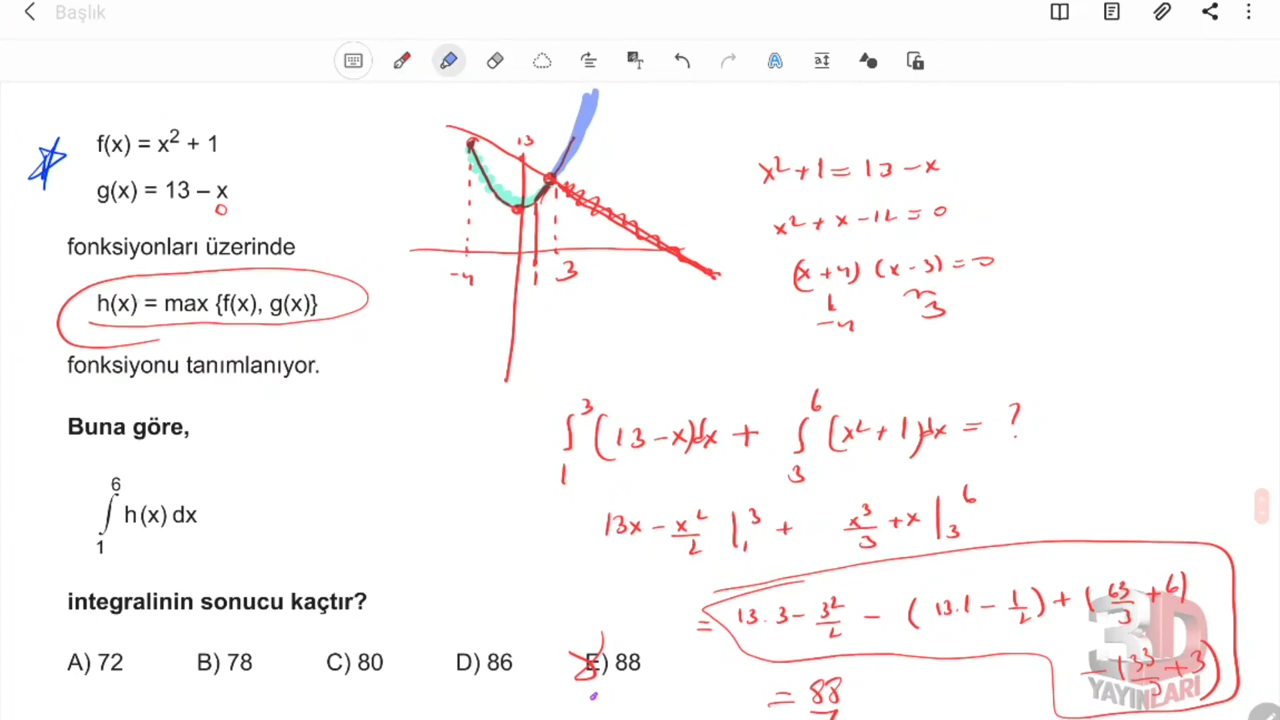 Başlık
f(x) = x² + 1
g(x) = 13 – x
fonksiyonları üzerinde
h(x) = max {f(x), g(x)}
fonksiyonu tanımlanıyor.
Buna göre,
6
∫ h(x) dx
1
integralinin sonucu kaçtır?
A) 72 B) 78 C) 80 D) 86 E) 88
13
-4 1 3
x² + 1 = 13 - x
x² + x - 12 = 0
(x + 4) (x - 3) = 0
-4 3
∫₁³ (13 - x) dx + ∫₃⁶ (x² + 1) dx = ?
13x - x²/2 |₁³ + x³/3 + x |₃⁶
= 13.3 - 3²/2 - (13.1 - 1/2) + (6³/3 + 6)
- (3³/3 + 3)
= 88
3D
YAYINLARI